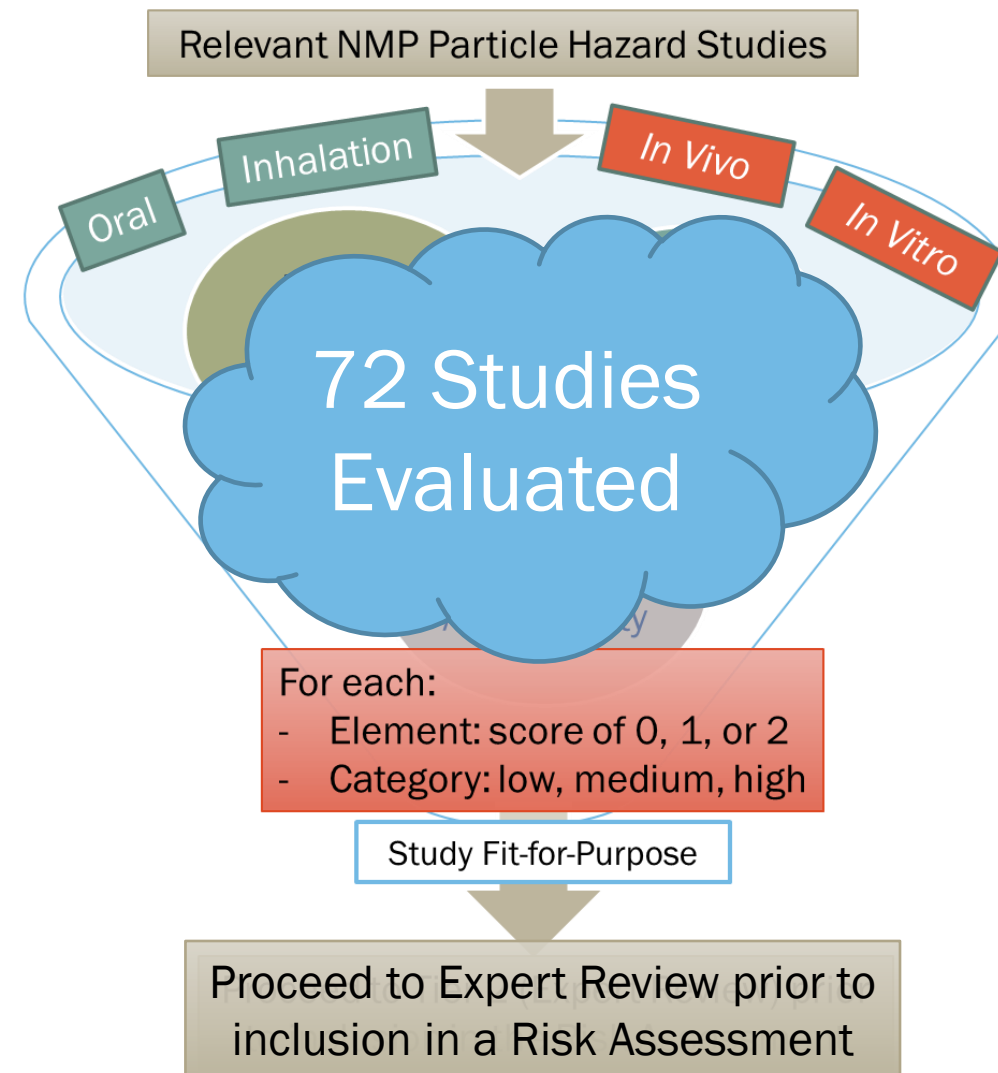 Relevant NMP Particle Hazard Studies
Oral
Inhalation
In Vivo
In Vitro
72 Studies
Evaluated
For each:
- Element: score of 0, 1, or 2
- Category: low, medium, high
Study Fit-for-Purpose
Proceed to Expert Review prior to
inclusion in a Risk Assessment